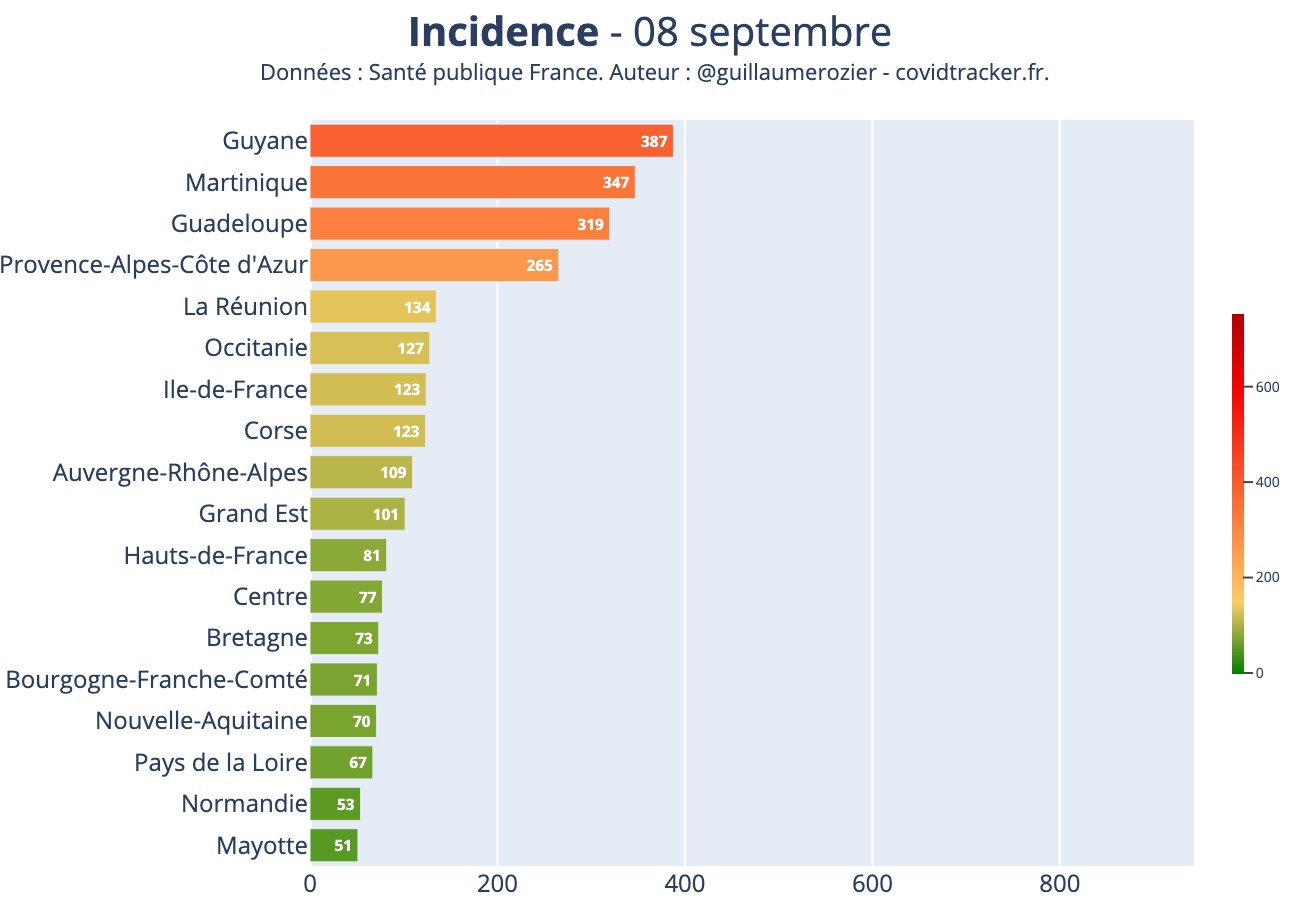 Incidence - 08 septembre
Données : Santé publique France. Auteur : @guillaumerozier - covidtracker.fr.
Guyane 387
Martinique 347
Guadeloupe 319
Provence-Alpes-Côte d'Azur 265
La Réunion 134
Occitanie 127
Ile-de-France 123
Corse 123
Auvergne-Rhône-Alpes 109
Grand Est 101
Hauts-de-France 81
Centre 77
Bretagne 73
Bourgogne-Franche-Comté 71
Nouvelle-Aquitaine 70
Pays de la Loire 67
Normandie 53
Mayotte 51
0 200 400 600 800
600
400
200
0